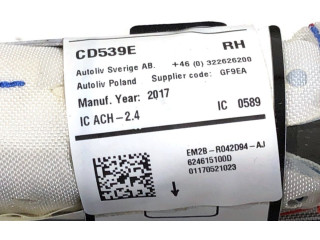 CD539E RH
Autoliv Sverige AB. +46 (0) 322626200
Autoliv Poland Supplier code: GF9EA
Manuf. Year: 2017
IC ACH-2.4 IC 0589
EM2B-R042D94-AJ
624615100D
01170521023